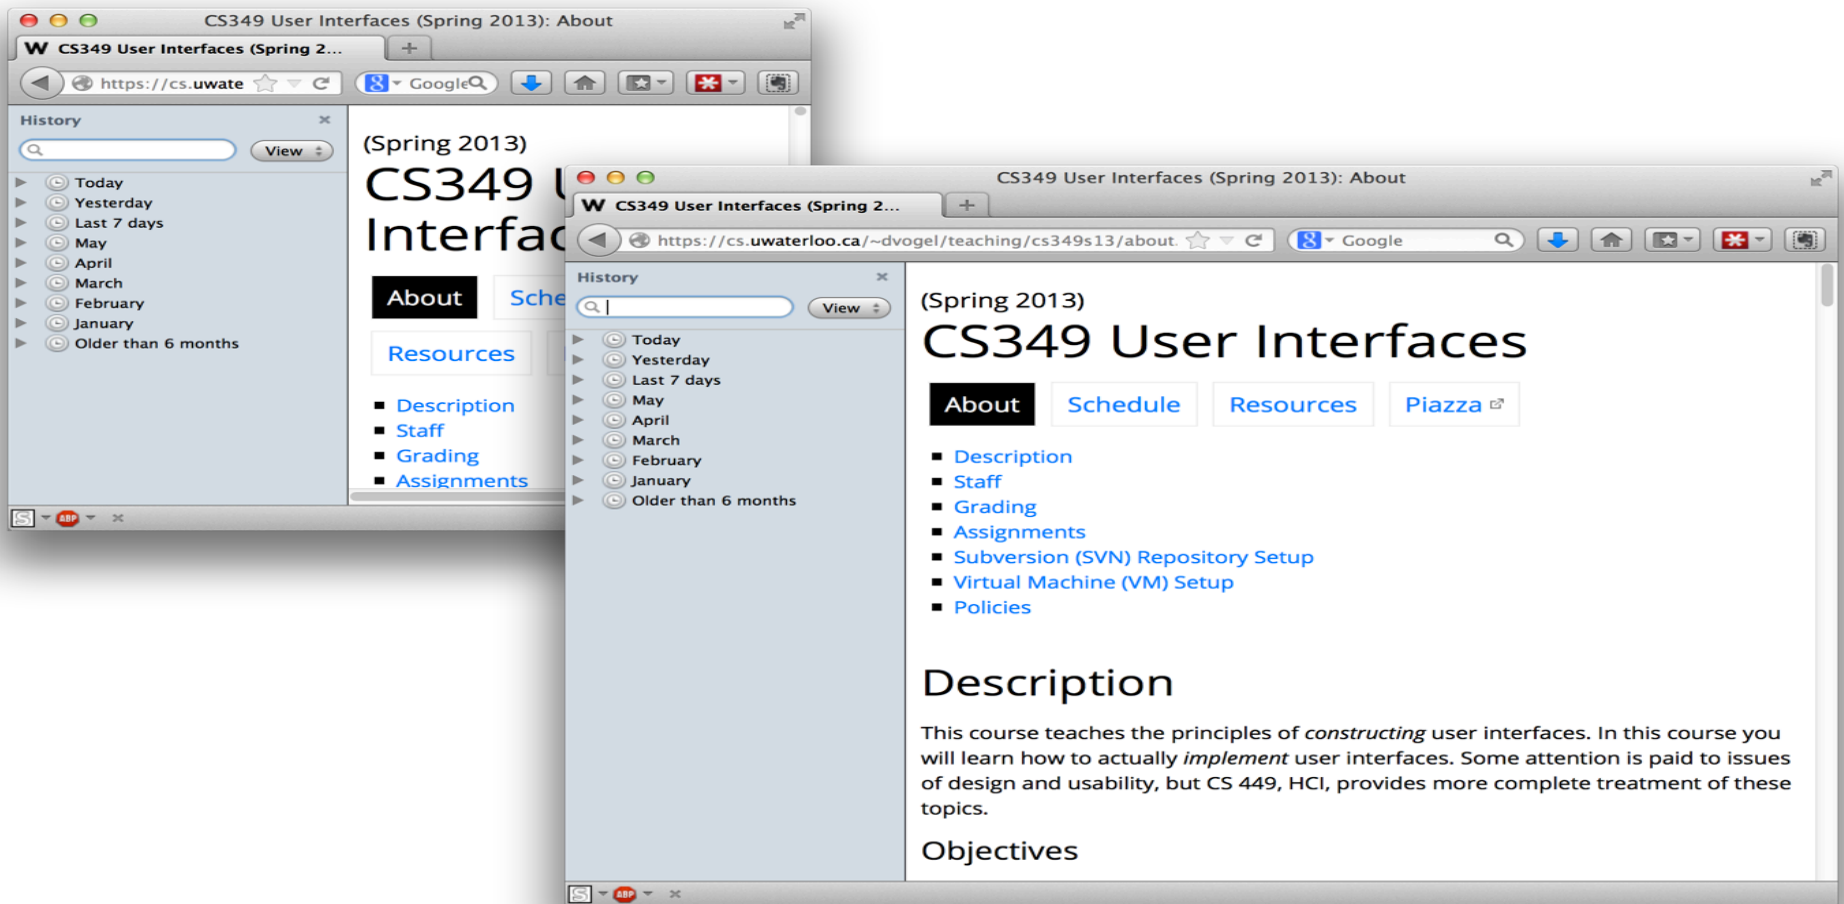 CS349 User Interfaces (Spring 2013): About
W CS349 User Interfaces (Spring 2...
https://cs.uwate
8 Google
History
View
Today
Yesterday
Last 7 days
May
April
March
February
January
Older than 6 months
(Spring 2013)
CS349 U
Interfac
About Sche
Resources
Description
Staff
Grading
Assignments
S ABP
CS349 User Interfaces (Spring 2013): About
W CS349 User Interfaces (Spring 2...
https://cs.uwaterloo.ca/~dvogel/teaching/cs349s13/about.
8 Google
History
View
Today
Yesterday
Last 7 days
May
April
March
February
January
Older than 6 months
(Spring 2013)
CS349 User Interfaces
About Schedule Resources Piazza
Description
Staff
Grading
Assignments
Subversion (SVN) Repository Setup
Virtual Machine (VM) Setup
Policies
Description
This course teaches the principles of constructing user interfaces. In this course you
will learn how to actually implement user interfaces. Some attention is paid to issues
of design and usability, but CS 449, HCI, provides more complete treatment of these
topics.
Objectives
S ABP